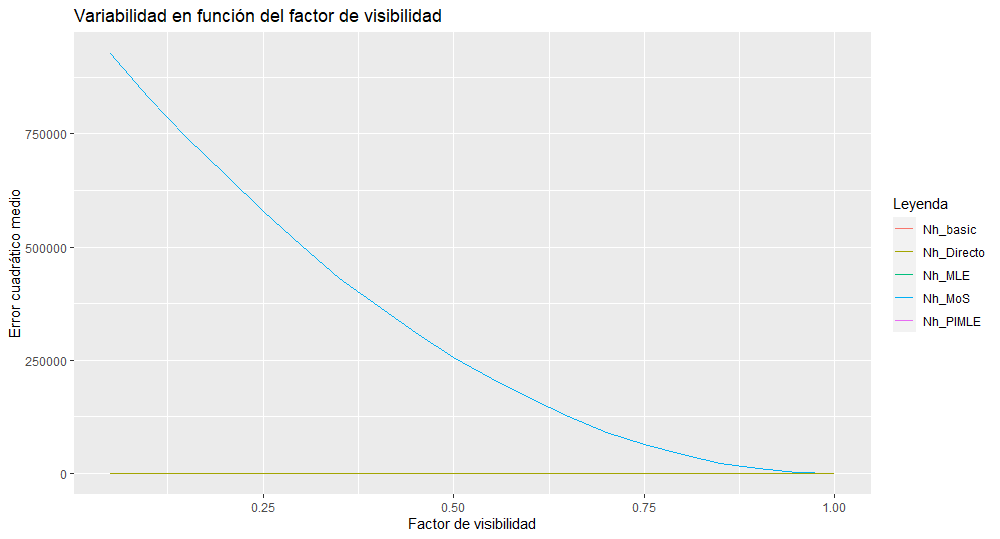 Variabilidad en función del factor de visibilidad
Error cuadrático medio
750000
500000
250000
0
0.25
0.50
0.75
1.00
Factor de visibilidad
Leyenda
Nh_basic
Nh_Directo
Nh_MLE
Nh_MoS
Nh_PIMLE